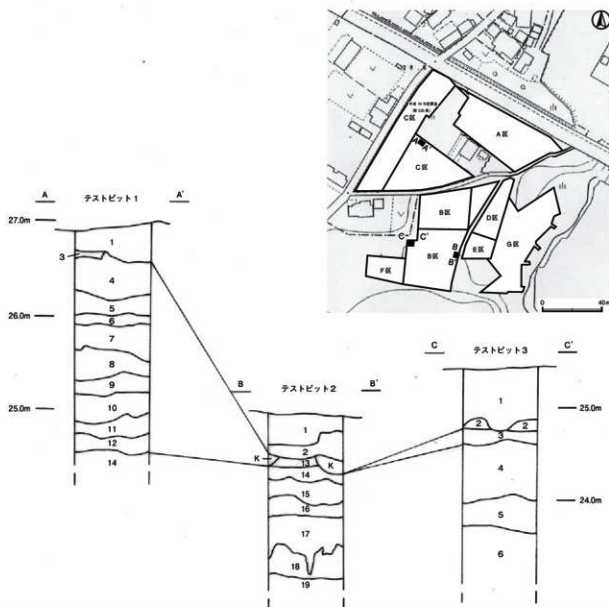 C区
A区
A A'
C区
B区
D区
C C'
B
B'
B区
E区
G区
F区
0 40m
A テストピット1 A'
27.0m
1
3
4
5
6
26.0m
7
8
9
10
25.0m
11
12
14
B テストピット2 B'
1
2
K 13 K
14
15
16
17
18
19
C テストピット3 C'
1
25.0m
2 2
3
4
24.0m
5
6